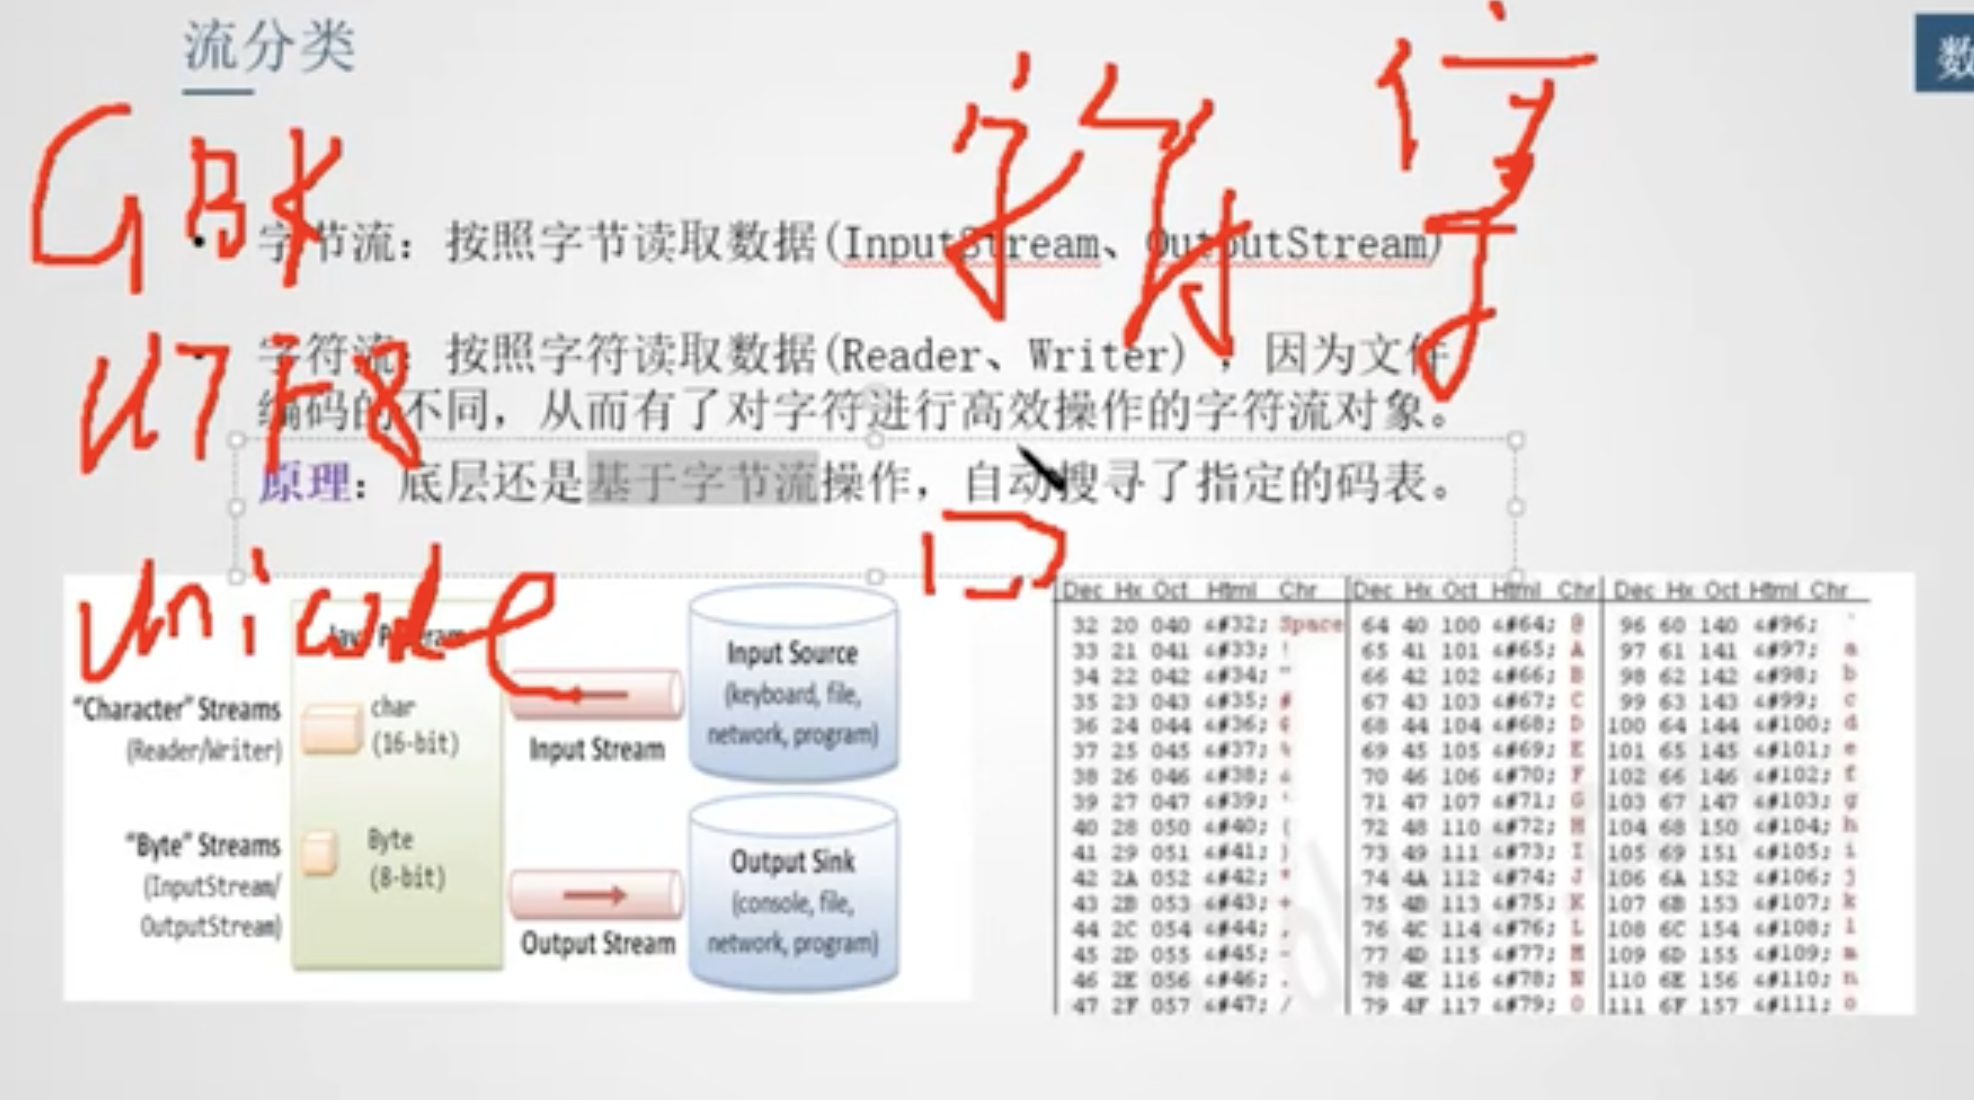 流分类
数
GBK
字符
• 字节流：按照字节读取数据(InputStream、OutputStream)
UTF8
字符流：按照字符读取数据(Reader、Writer)，因为文件
编码的不同，从而有了对字符进行高效操作的字符流对象。
原理：底层还是基于字节流操作，自动搜寻了指定的码表。
unicode
Java Program
"Character" Streams
(Reader/Writer)
char
(16-bit)
Input Stream
Input Source
(keyboard, file,
network, program)
"Byte" Streams
(InputStream/
OutputStream)
Byte
(8-bit)
Output Stream
Output Sink
(console, file,
network, program)
Dec Hx Oct Html Chr Dec Hx Oct Html Chr Dec Hx Oct Html Chr
32 20 040 &#32; Space 64 40 100 &#64; @ 96 60 140 &#96; `
33 21 041 &#33; ! 65 41 101 &#65; A 97 61 141 &#97; a
34 22 042 &#34; " 66 42 102 &#66; B 98 62 142 &#98; b
35 23 043 &#35; # 67 43 103 &#67; C 99 63 143 &#99; c
36 24 044 &#36; $ 68 44 104 &#68; D 100 64 144 &#100; d
37 25 045 &#37; % 69 45 105 &#69; E 101 65 145 &#101; e
38 26 046 &#38; & 70 46 106 &#70; F 102 66 146 &#102; f
39 27 047 &#39; ' 71 47 107 &#71; G 103 67 147 &#103; g
40 28 050 &#40; ( 72 48 110 &#72; H 104 68 150 &#104; h
41 29 051 &#41; ) 73 49 111 &#73; I 105 69 151 &#105; i
42 2A 052 &#42; * 74 4A 112 &#74; J 106 6A 152 &#106; j
43 2B 053 &#43; + 75 4B 113 &#75; K 107 6B 153 &#107; k
44 2C 054 &#44; , 76 4C 114 &#76; L 108 6C 154 &#108; l
45 2D 055 &#45; - 77 4D 115 &#77; M 109 6D 155 &#109; m
46 2E 056 &#46; . 78 4E 116 &#78; N 110 6E 156 &#110; n
47 2F 057 &#47; / 79 4F 117 &#79; O 111 6F 157 &#111; o